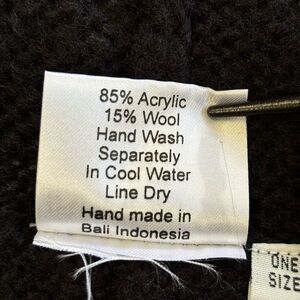 85% Acrylic
15% Wool
Hand Wash
Separately
In Cool Water
Line Dry
Hand made in
Bali Indonesia
ONE
SIZE